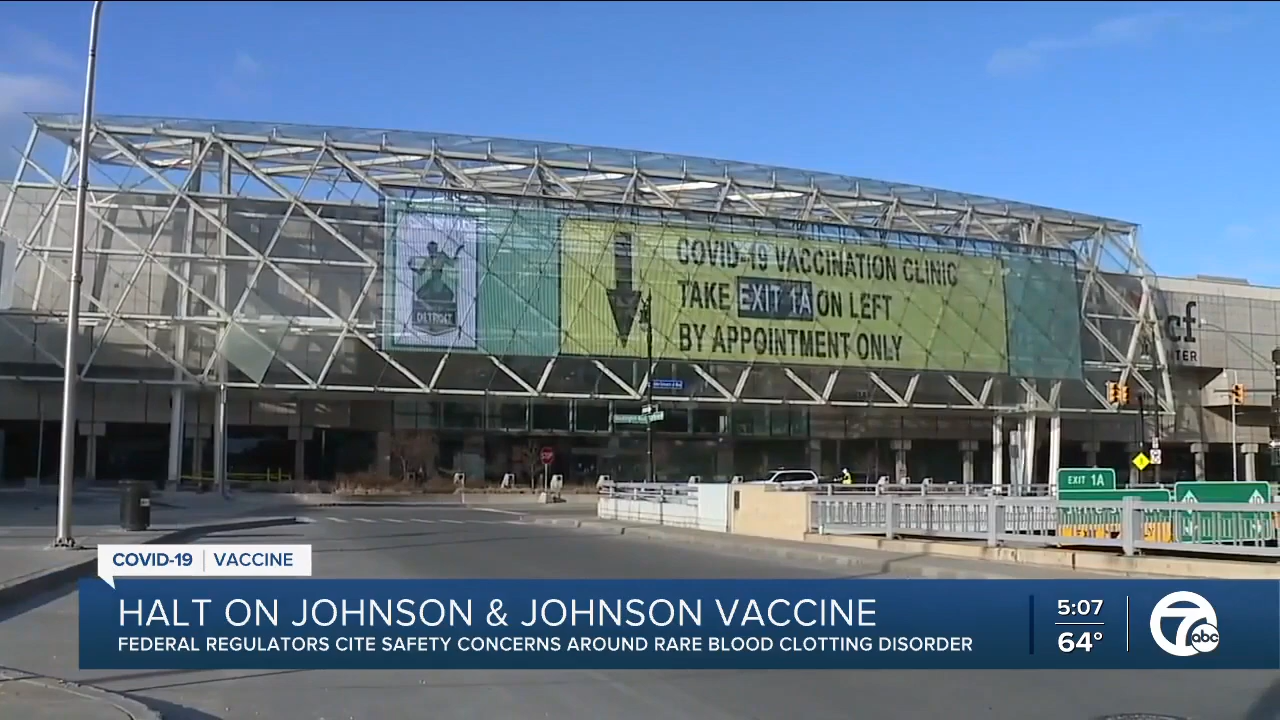 DETROIT
COVID-19 VACCINATION CLINIC
TAKE EXIT 1A ON LEFT
BY APPOINTMENT ONLY
cf
EXIT 1A
COVID-19 VACCINE
HALT ON JOHNSON & JOHNSON VACCINE
FEDERAL REGULATORS CITE SAFETY CONCERNS AROUND RARE BLOOD CLOTTING DISORDER
5:07
64°
7
abc